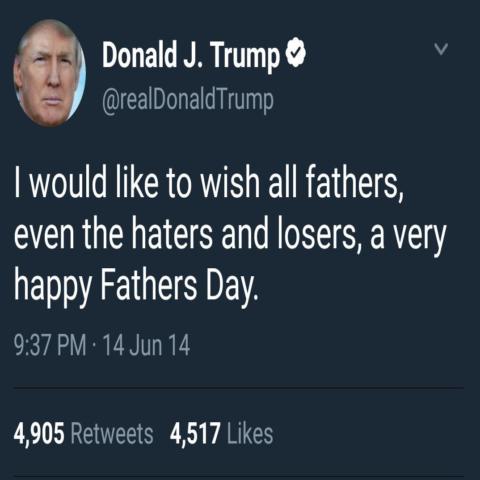 Donald J. Trump
@realDonaldTrump
I would like to wish all fathers,
even the haters and losers, a very
happy Fathers Day.
9:37 PM · 14 Jun 14
4,905 Retweets 4,517 Likes